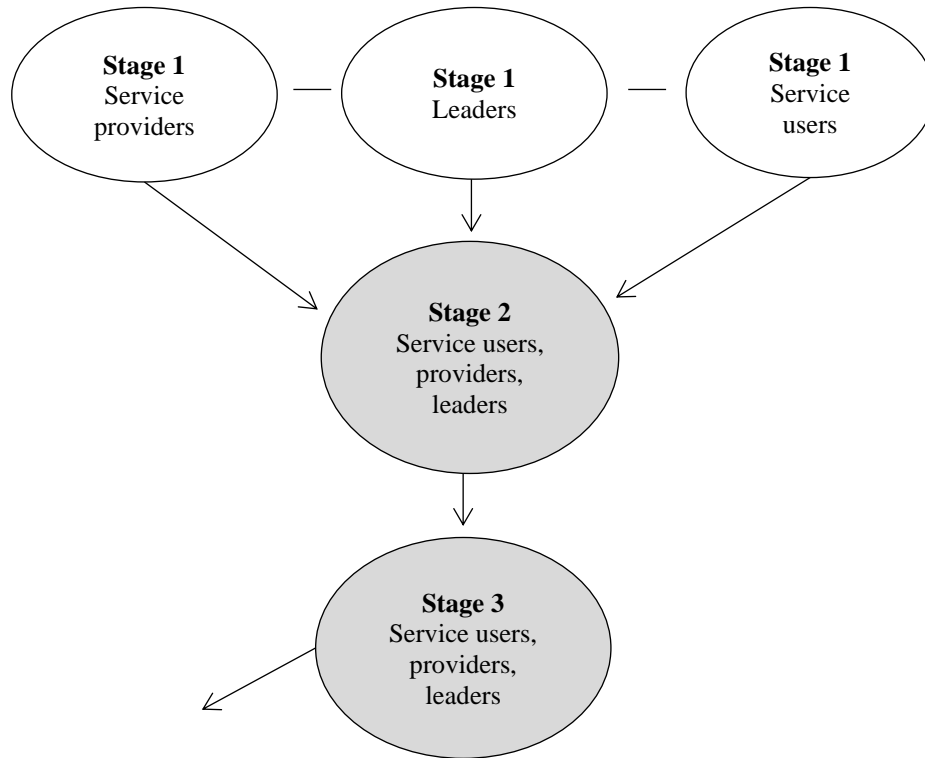 Stage 1
Service
providers
Stage 1
Leaders
Stage 1
Service
users
Stage 2
Service users,
providers,
leaders
Stage 3
Service users,
providers,
leaders